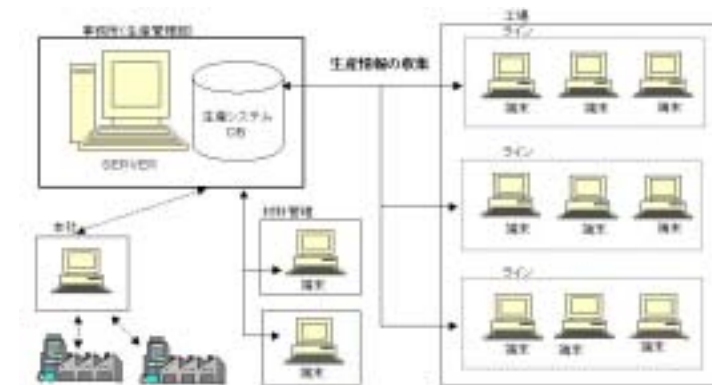 工場
事務所(生産管理部)
ライン
生産情報の収集
端末 端末 端末
生産システム
DB
SERVER
ライン
端末 端末 端末
本社
材料管理
端末
ライン
端末 端末 端末
端末